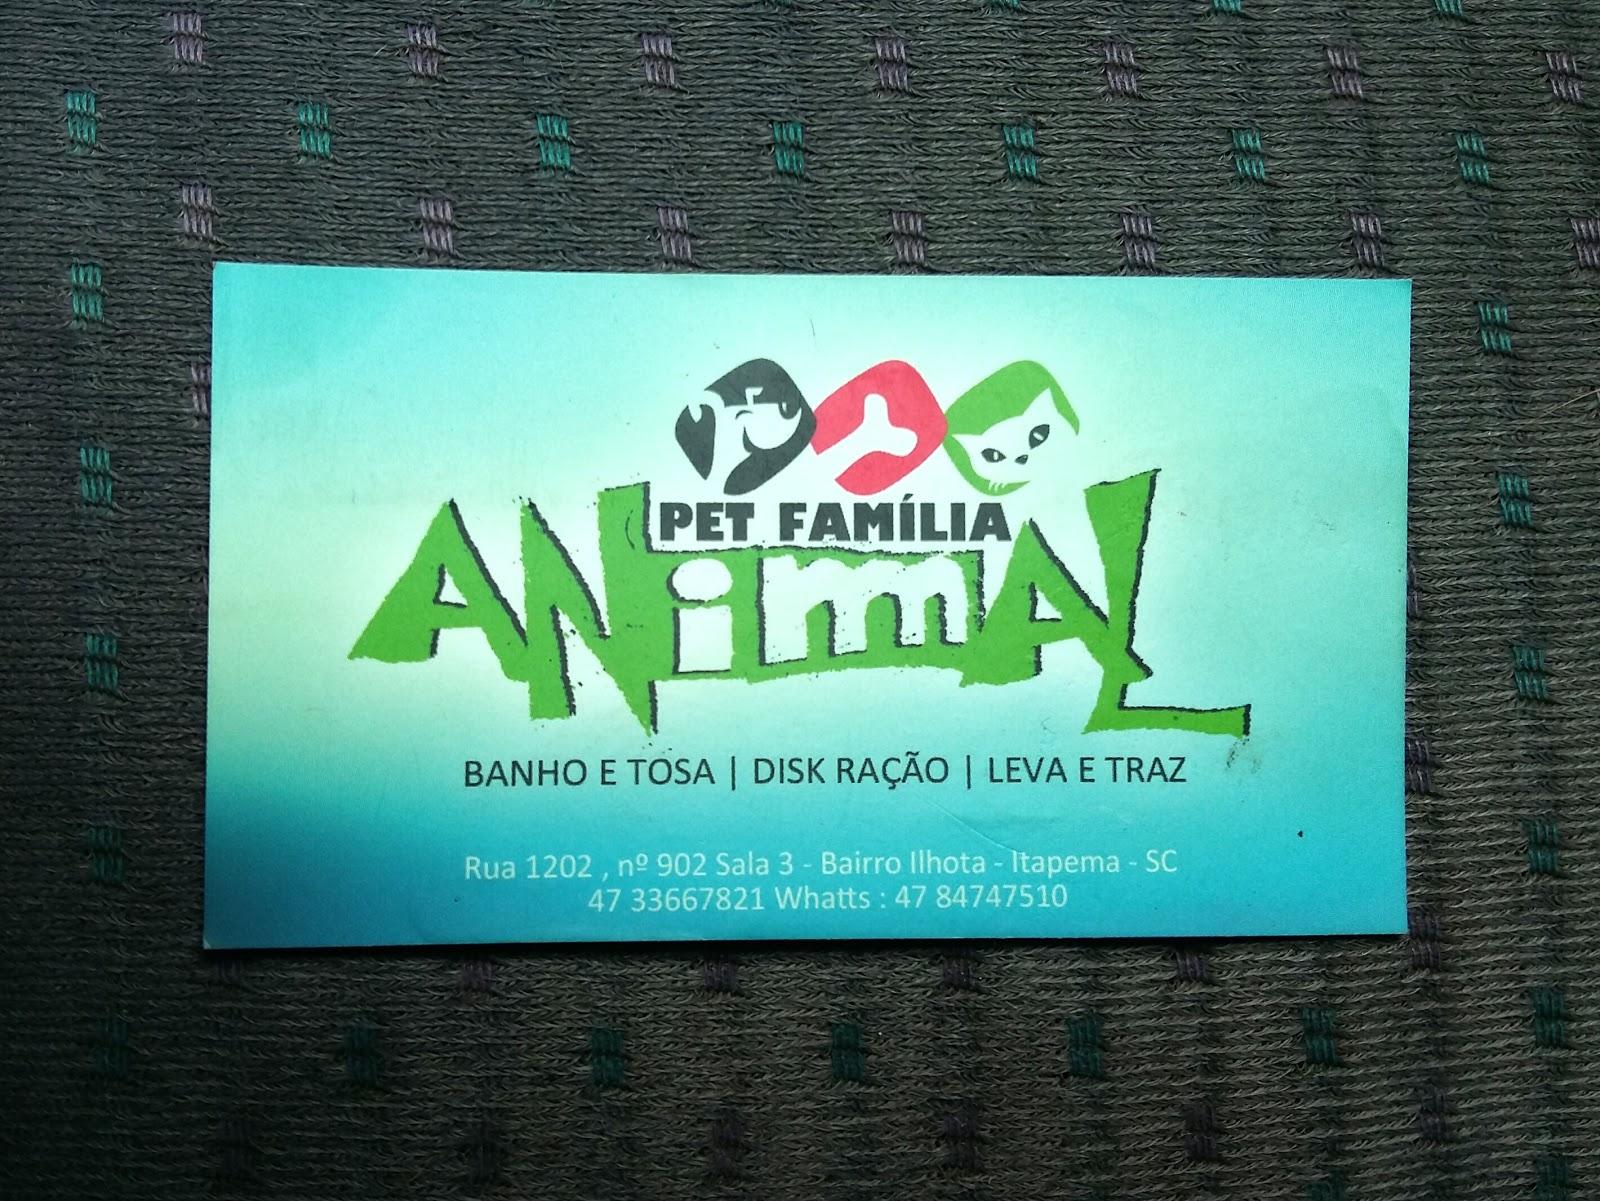 PET FAMÍLIA
ANimAL
BANHO E TOSA | DISK RAÇÃO | LEVA E TRAZ
Rua 1202 , nº 902 Sala 3 - Bairro Ilhota - Itapema - SC
47 33667821 Whatts : 47 84747510